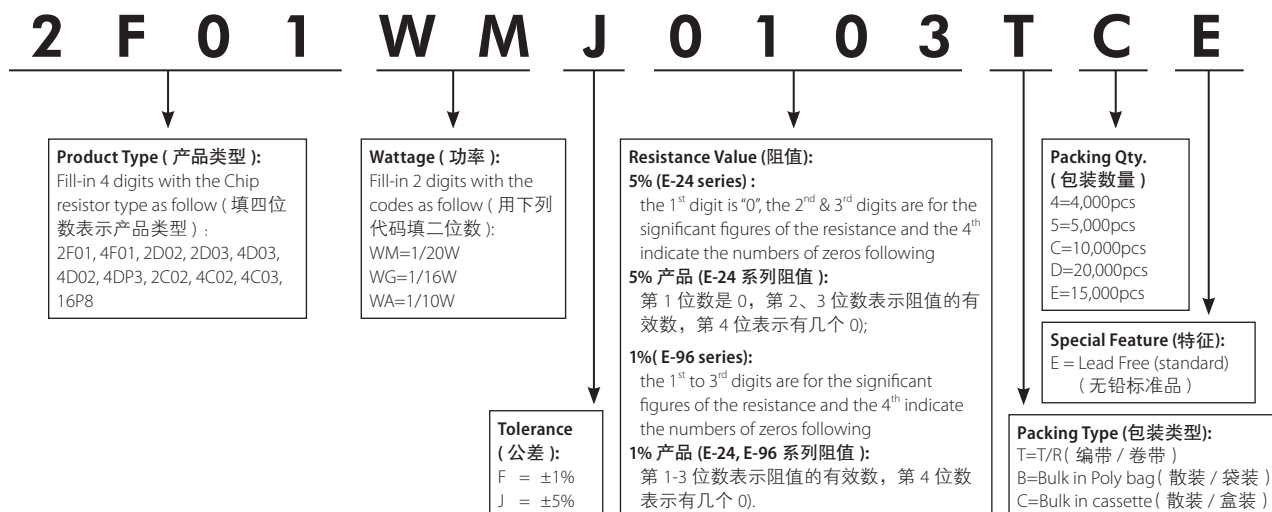 2 F 0 1 W M J 0 1 0 3 T C E
Product Type ( 产品类型 ):
Fill-in 4 digits with the Chip
resistor type as follow ( 填四位
数表示产品类型 ) :
2F01, 4F01, 2D02, 2D03, 4D03,
4D02, 4DP3, 2C02, 4C02, 4C03,
16P8
Wattage ( 功率 ):
Fill-in 2 digits with the
codes as follow ( 用下列
代码填二位数 ):
WM=1/20W
WG=1/16W
WA=1/10W
Tolerance
( 公差 ):
F = ±1%
J = ±5%
Resistance Value (阻值):
5% (E-24 series) :
the 1st digit is “0”, the 2nd & 3rd digits are for the
significant figures of the resistance and the 4th
indicate the numbers of zeros following
5% 产品 (E-24 系列阻值 ):
第 1 位数是 0，第 2、3 位数表示阻值的有
效数，第 4 位表示有几个 0);
1%( E-96 series):
the 1st to 3rd digits are for the significant
figures of the resistance and the 4th indicate
the numbers of zeros following
1% 产品 (E-24, E-96 系列阻值 ):
第 1-3 位数表示阻值的有效数，第 4 位数
表示有几个 0).
Packing Qty.
( 包装数量 )
4=4,000pcs
5=5,000pcs
C=10,000pcs
D=20,000pcs
E=15,000pcs
Special Feature (特征):
E = Lead Free (standard)
( 无铅标准品 )
Packing Type (包装类型):
T=T/R( 编带 / 卷带 )
B=Bulk in Poly bag( 散装 / 袋装 )
C=Bulk in cassette( 散装 / 盒装 )